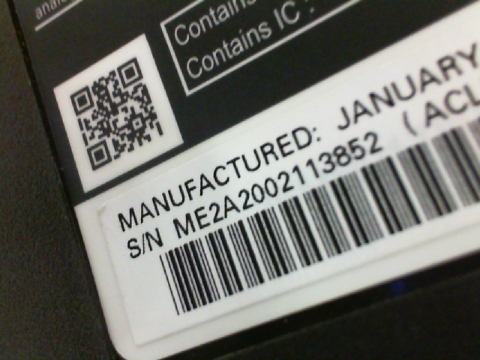 Contains
Contains IC :
MANUFACTURED: JANUARY
S/N ME2A2002113852 (ACL